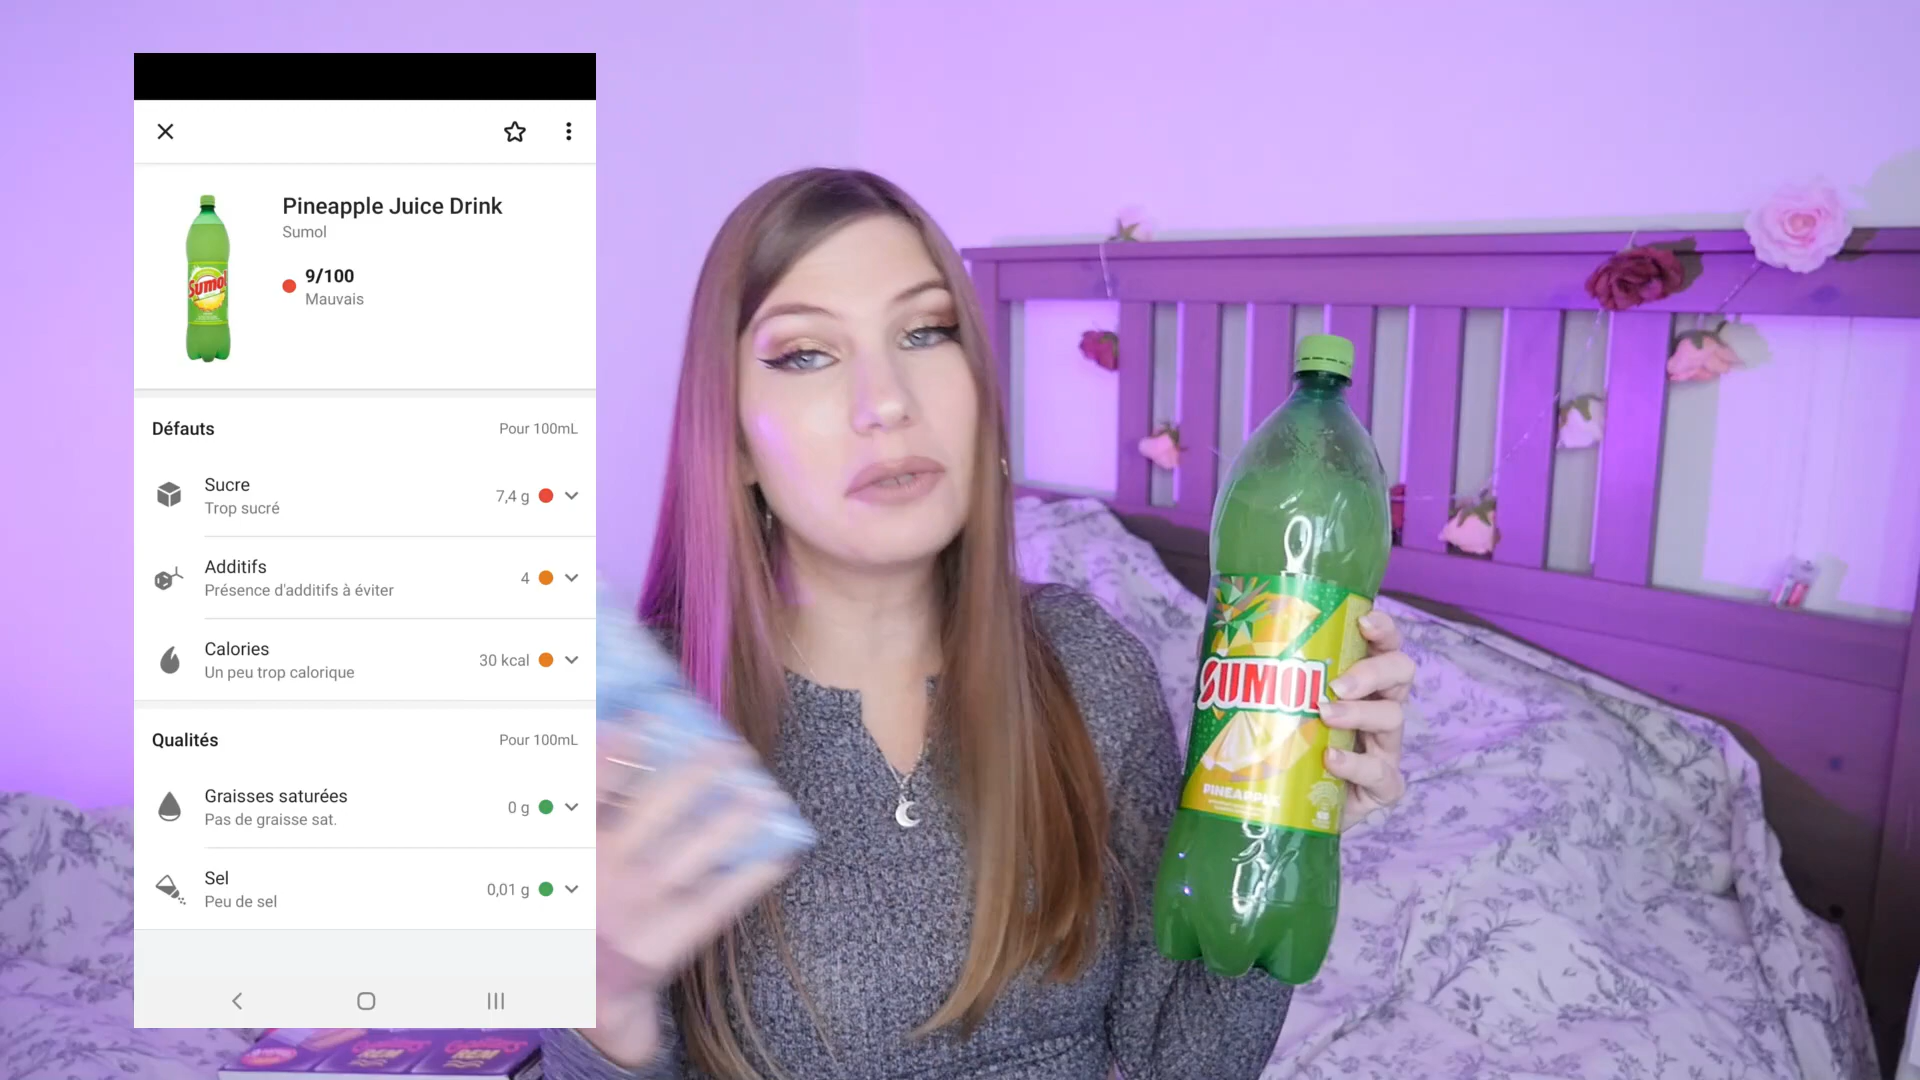 Pineapple Juice Drink
Sumol
9/100
Mauvais
Sumol
Défauts
Pour 100mL
Sucre
7,4 g
Trop sucré
Additifs
4
Présence d'additifs à éviter
Calories
30 kcal
Un peu trop calorique
Qualités
Pour 100mL
Graisses saturées
0 g
Pas de graisse sat.
Sel
0,01 g
Peu de sel
SUMOL
PINEAPPLE